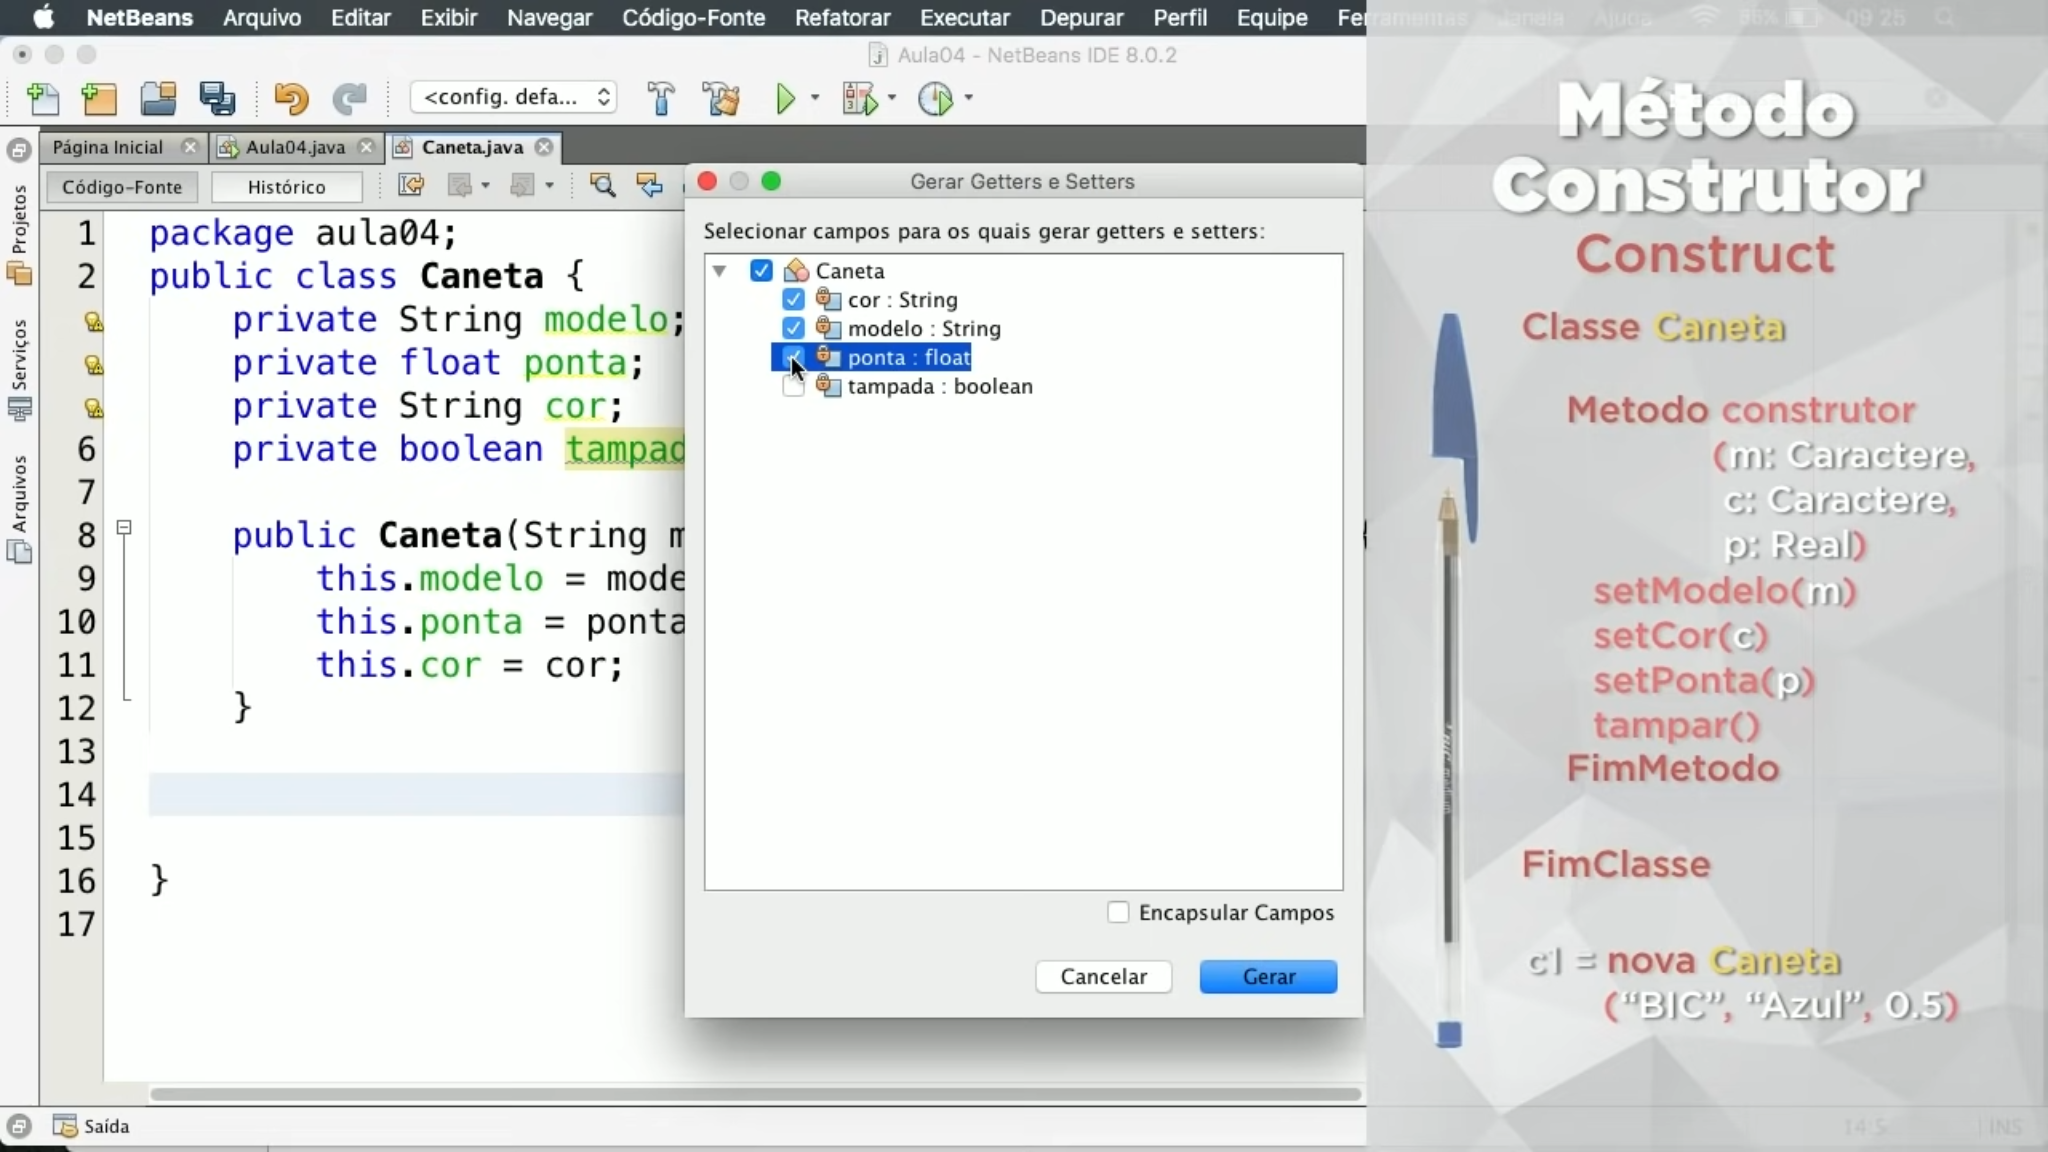 NetBeans Arquivo Editar Exibir Navegar Código-Fonte Refatorar Executar Depurar Perfil Equipe Ferramentas Janela Ajuda
Aula04 - NetBeans IDE 8.0.2
<config. defa...
Página Inicial Aula04.java Caneta.java
Código-Fonte Histórico
Projetos
Serviços
Arquivos
1 package aula04;
2 public class Caneta {
private String modelo;
private float ponta;
private String cor;
6 private boolean tampad
7
8 public Caneta(String m
9 this.modelo = mode
10 this.ponta = ponta
11 this.cor = cor;
12 }
13
14
15
16 }
17
Saída
Gerar Getters e Setters
Selecionar campos para os quais gerar getters e setters:
Caneta
cor : String
modelo : String
ponta : float
tampada : boolean
Encapsular Campos
Cancelar Gerar
Método
Construtor
Construct
Classe Caneta
Metodo construtor
(m: Caractere,
c: Caractere,
p: Real)
setModelo(m)
setCor(c)
setPonta(p)
tampar()
FimMetodo
FimClasse
c1 = nova Caneta
("BIC", "Azul", 0.5)
14:5 INS